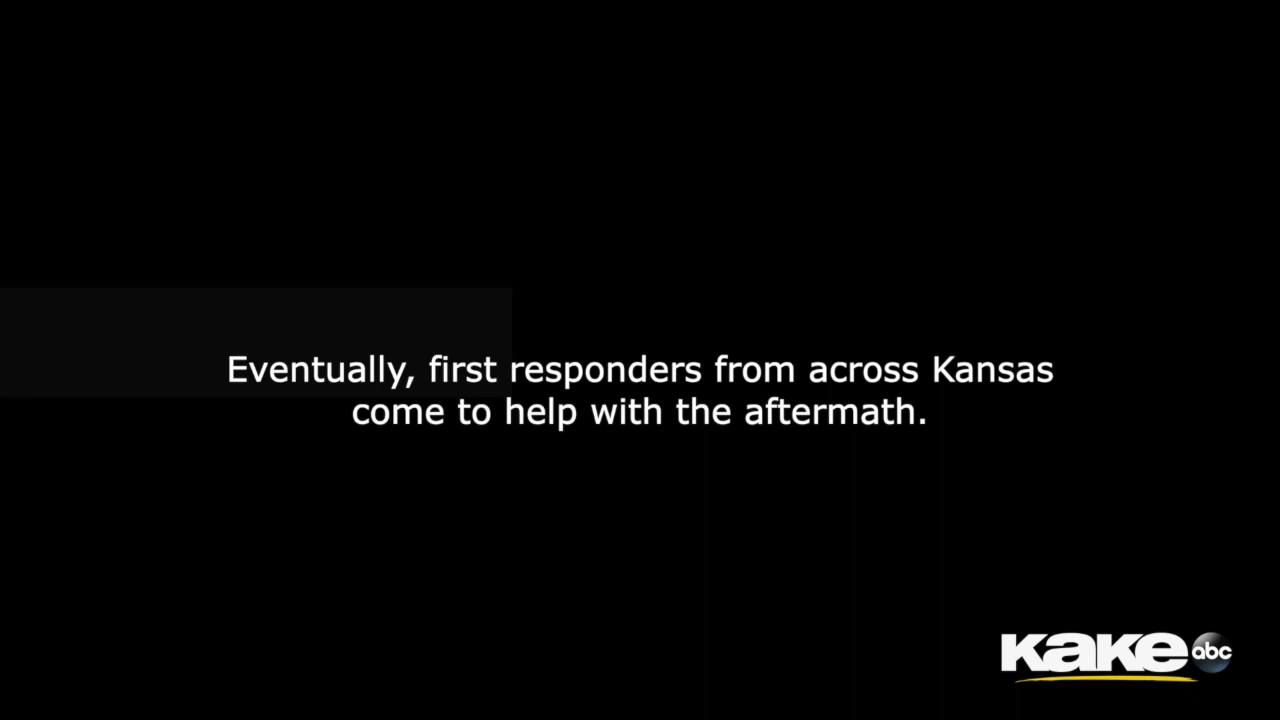 Eventually, first responders from across Kansas
come to help with the aftermath.
kake abc